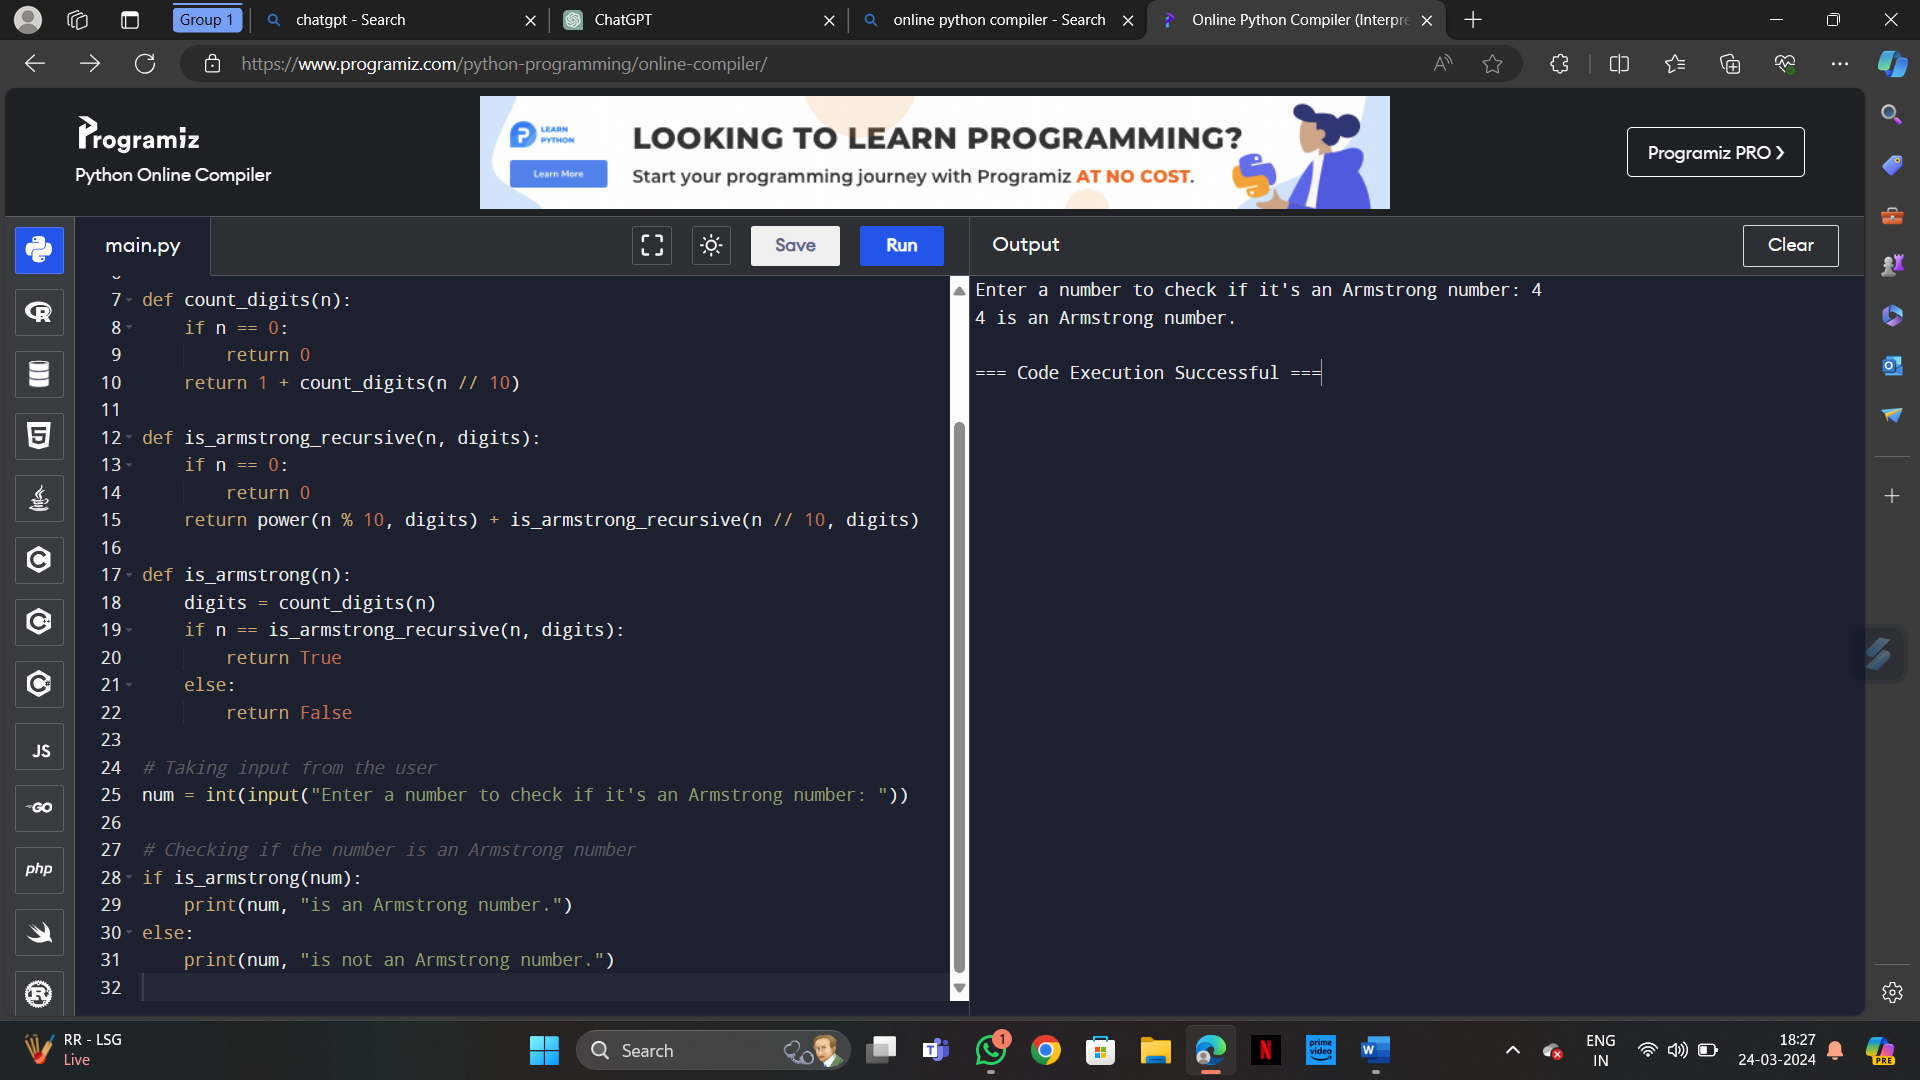 Group 1
chatgpt - Search
ChatGPT
online python compiler - Search
Online Python Compiler (Interpre
https://www.programiz.com/python-programming/online-compiler/
Programiz
Python Online Compiler
LEARN
PYTHON
Learn More
LOOKING TO LEARN PROGRAMMING?
Start your programming journey with Programiz AT NO COST.
Programiz PRO ❯
main.py
Save
Run
Output
Clear
7 def count_digits(n):
8 if n == 0:
9 return 0
10 return 1 + count_digits(n // 10)
11
12 def is_armstrong_recursive(n, digits):
13 if n == 0:
14 return 0
15 return power(n % 10, digits) + is_armstrong_recursive(n // 10, digits)
16
17 def is_armstrong(n):
18 digits = count_digits(n)
19 if n == is_armstrong_recursive(n, digits):
20 return True
21 else:
22 return False
23
24 # Taking input from the user
25 num = int(input("Enter a number to check if it's an Armstrong number: "))
26
27 # Checking if the number is an Armstrong number
28 if is_armstrong(num):
29 print(num, "is an Armstrong number.")
30 else:
31 print(num, "is not an Armstrong number.")
32
Enter a number to check if it's an Armstrong number: 4
4 is an Armstrong number.
=== Code Execution Successful ===
JS
GO
php
RR - LSG
Live
Search
1
prime video
ENG
IN
18:27
24-03-2024
PRE